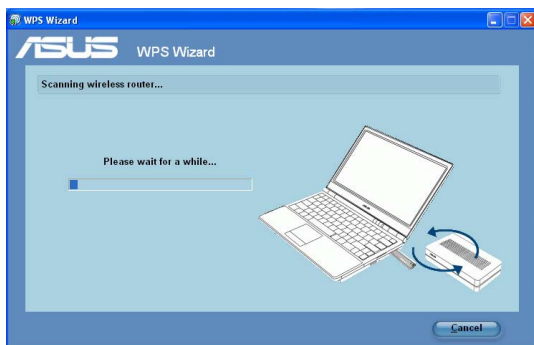 WPS Wizard
ASUS WPS Wizard
Scanning wireless router...
Please wait for a while...
Cancel